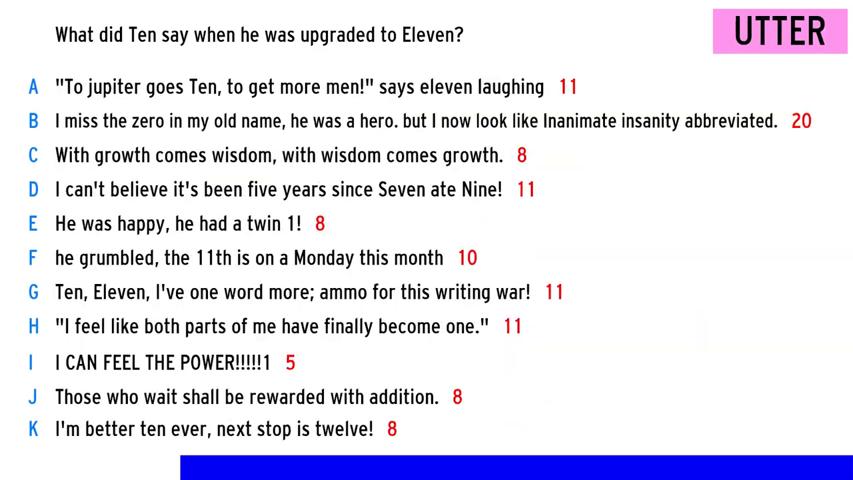 What did Ten say when he was upgraded to Eleven?
UTTER
A "To jupiter goes Ten, to get more men!" says eleven laughing 11
B I miss the zero in my old name, he was a hero. but I now look like Inanimate insanity abbreviated. 20
C With growth comes wisdom, with wisdom comes growth. 8
D I can't believe it's been five years since Seven ate Nine! 11
E He was happy, he had a twin 1! 8
F he grumbled, the 11th is on a Monday this month 10
G Ten, Eleven, I've one word more; ammo for this writing war! 11
H "I feel like both parts of me have finally become one." 11
I I CAN FEEL THE POWER!!!!!1 5
J Those who wait shall be rewarded with addition. 8
K I'm better ten ever, next stop is twelve! 8